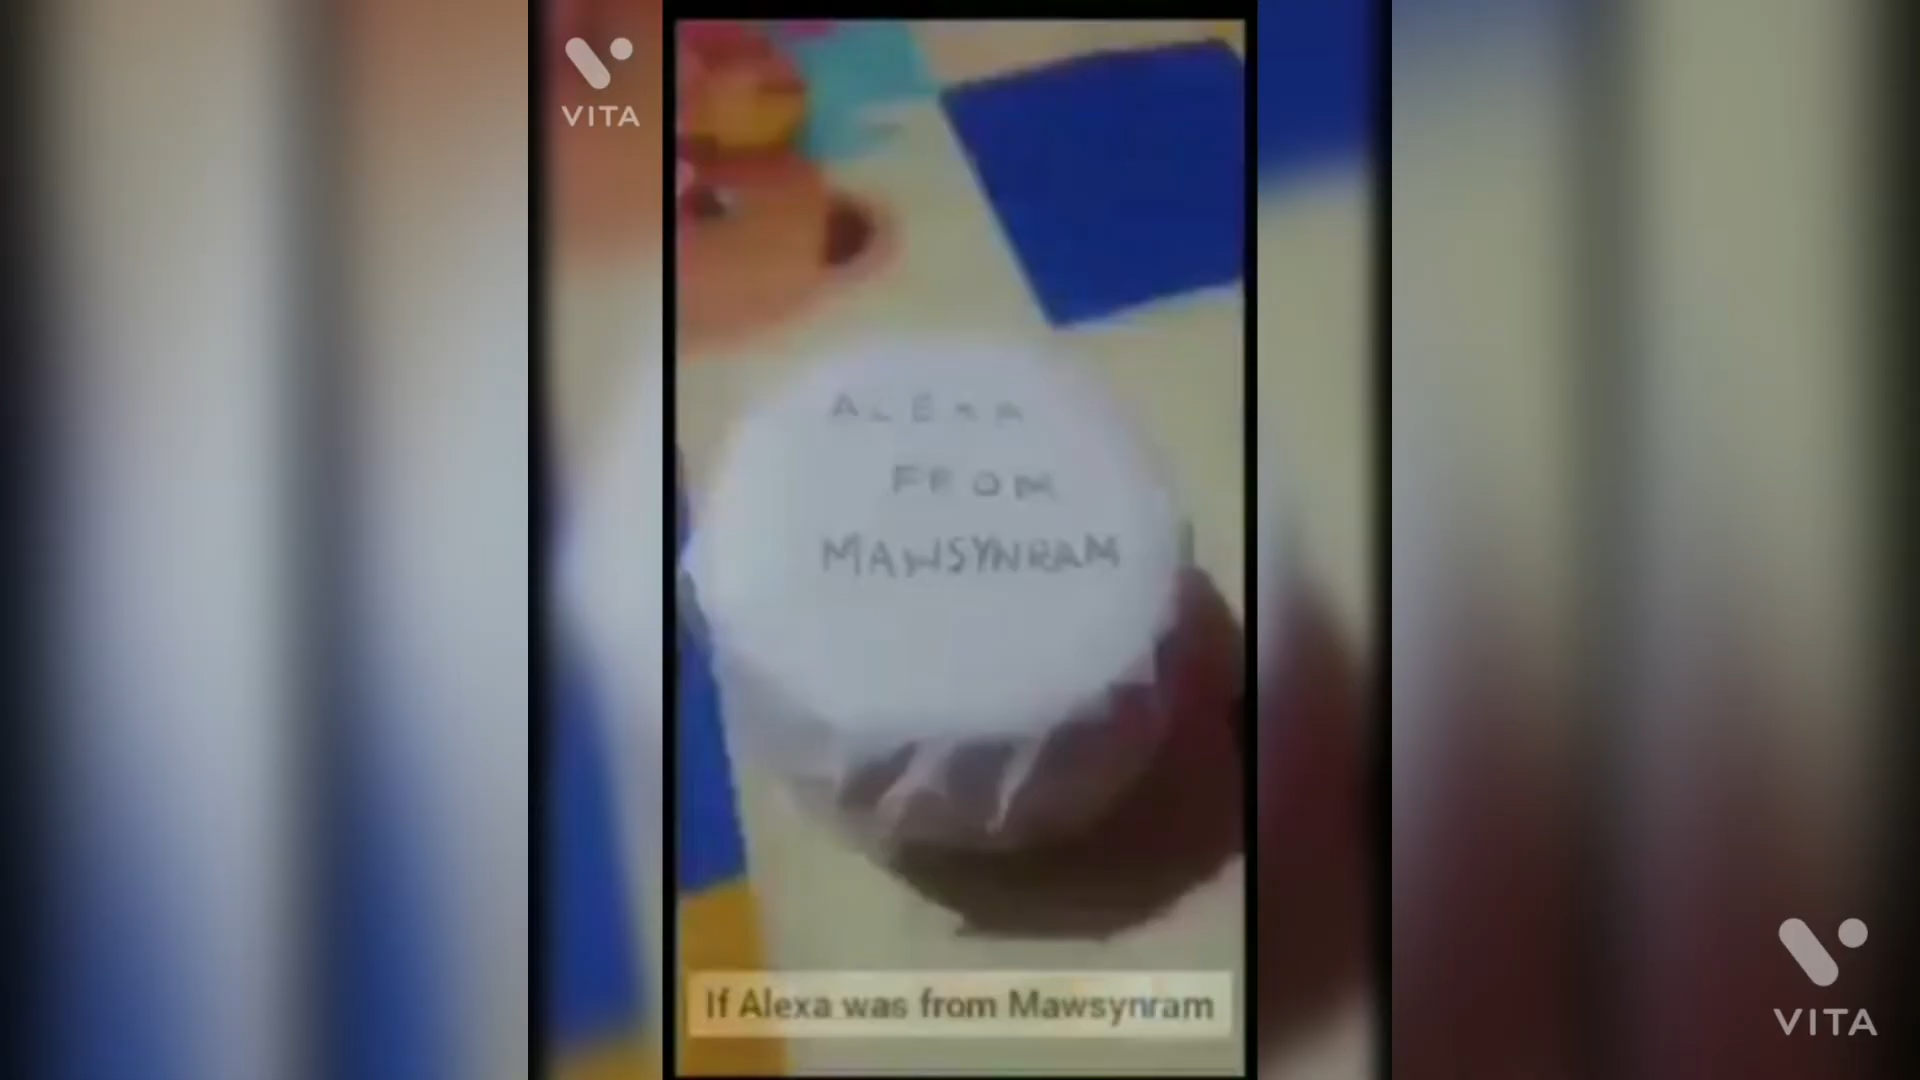 VITA
ALEXA
FROM
MAWSYNRAM
If Alexa was from Mawsynram
VITA